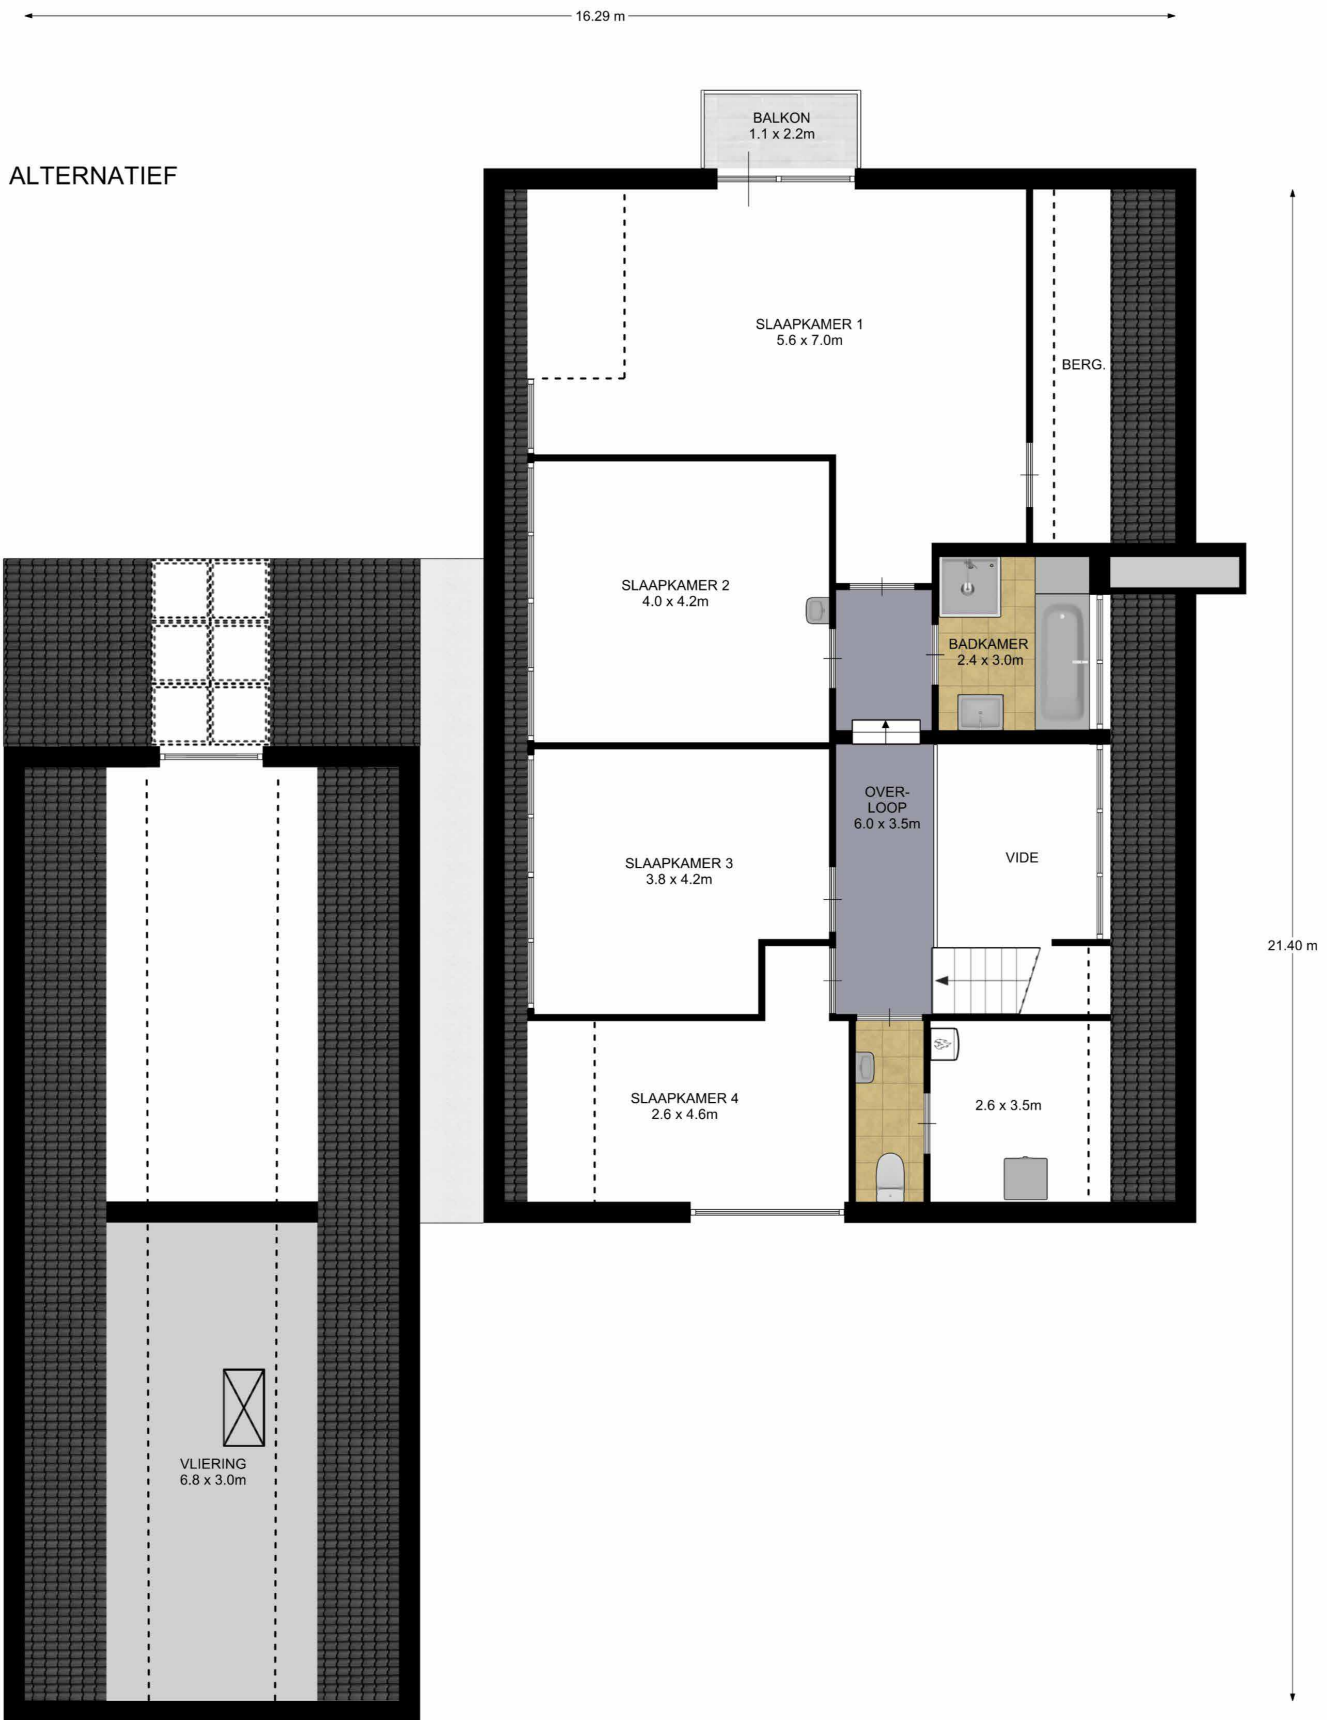 16.29 m
BALKON
1.1 x 2.2m
ALTERNATIEF
SLAAPKAMER 1
5.6 x 7.0m
BERG.
SLAAPKAMER 2
4.0 x 4.2m
BADKAMER
2.4 x 3.0m
OVER-
LOOP
6.0 x 3.5m
VIDE
SLAAPKAMER 3
3.8 x 4.2m
21.40 m
SLAAPKAMER 4
2.6 x 4.6m
2.6 x 3.5m
VLIERING
6.8 x 3.0m